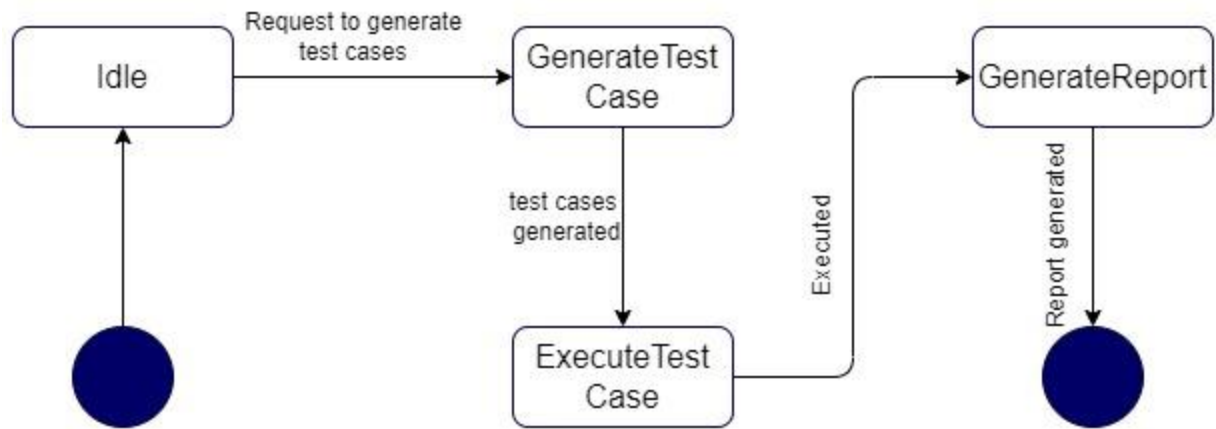 Idle
Request to generate
test cases
GenerateTest
Case
test cases
generated
ExecuteTest
Case
Executed
GenerateReport
Report generated